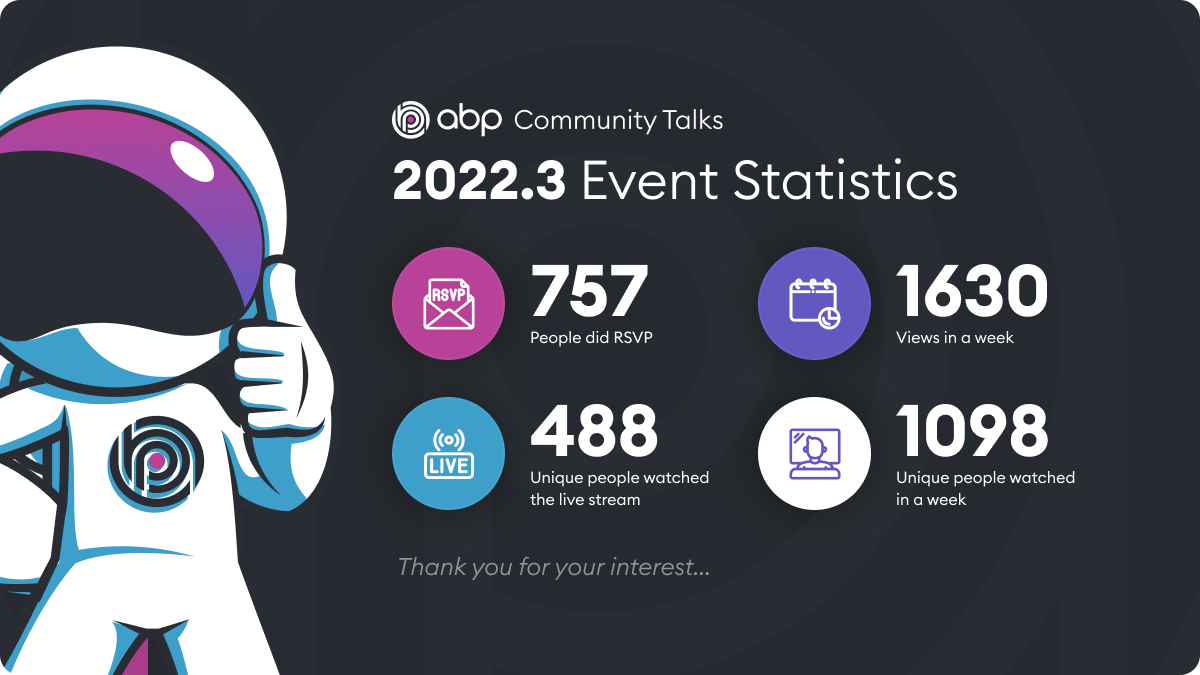 abp Community Talks
2022.3 Event Statistics
RSVP
757
People did RSVP
1630
Views in a week
LIVE
488
Unique people watched
the live stream
1098
Unique people watched
in a week
Thank you for your interest...